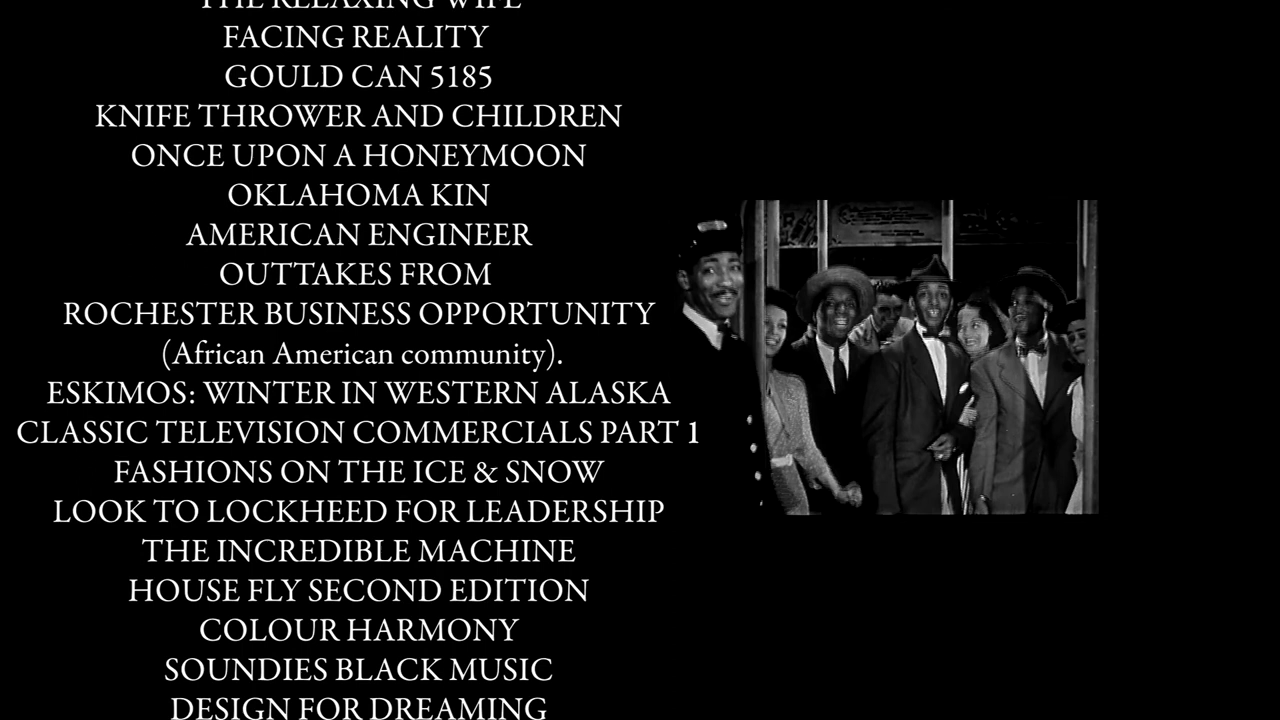 THE RELAXING WIFE
FACING REALITY
GOULD CAN 5185
KNIFE THROWER AND CHILDREN
ONCE UPON A HONEYMOON
OKLAHOMA KIN
AMERICAN ENGINEER
OUTTAKES FROM
ROCHESTER BUSINESS OPPORTUNITY
(African American community).
ESKIMOS: WINTER IN WESTERN ALASKA
CLASSIC TELEVISION COMMERCIALS PART 1
FASHIONS ON THE ICE & SNOW
LOOK TO LOCKHEED FOR LEADERSHIP
THE INCREDIBLE MACHINE
HOUSE FLY SECOND EDITION
COLOUR HARMONY
SOUNDIES BLACK MUSIC
DESIGN FOR DREAMING